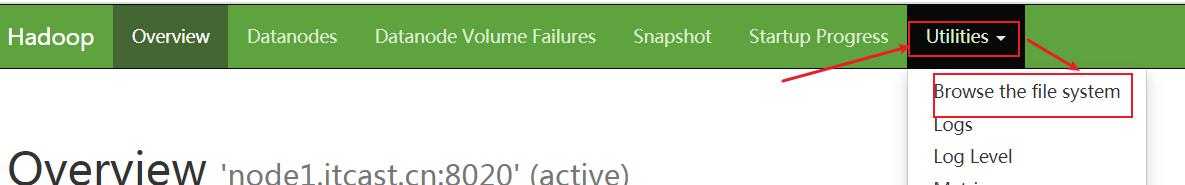 Hadoop Overview Datanodes Datanode Volume Failures Snapshot Startup Progress Utilities
Browse the file system
Logs
Log Level
Overview 'node1.itcast.cn:8020' (active)